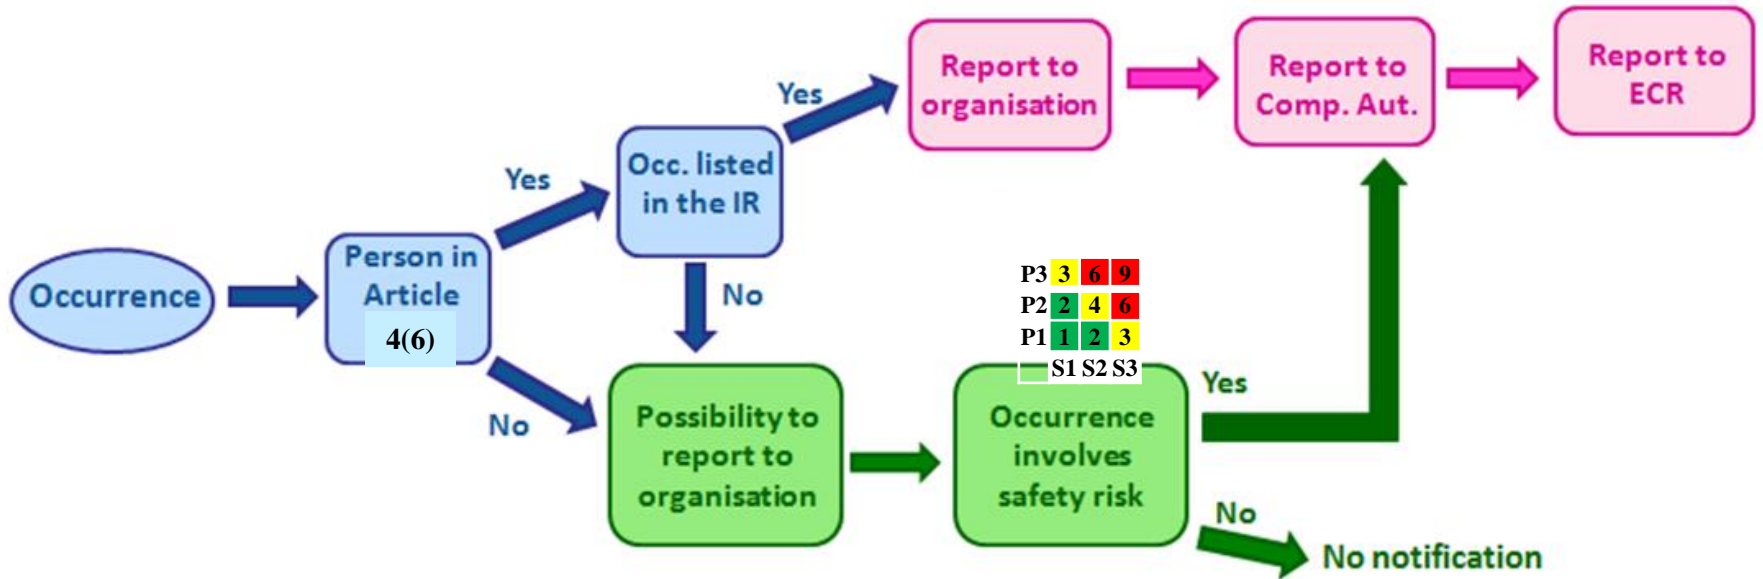 Occurrence
Person in
Article
4(6)
Yes
No
Occ. listed
in the IR
Yes
No
Report to
organisation
Report to
Comp. Aut.
Report to
ECR
Possibility to
report to
organisation
P3 3 6 9
P2 2 4 6
P1 1 2 3
S1 S2 S3
Occurrence
involves
safety risk
Yes
No
No notification